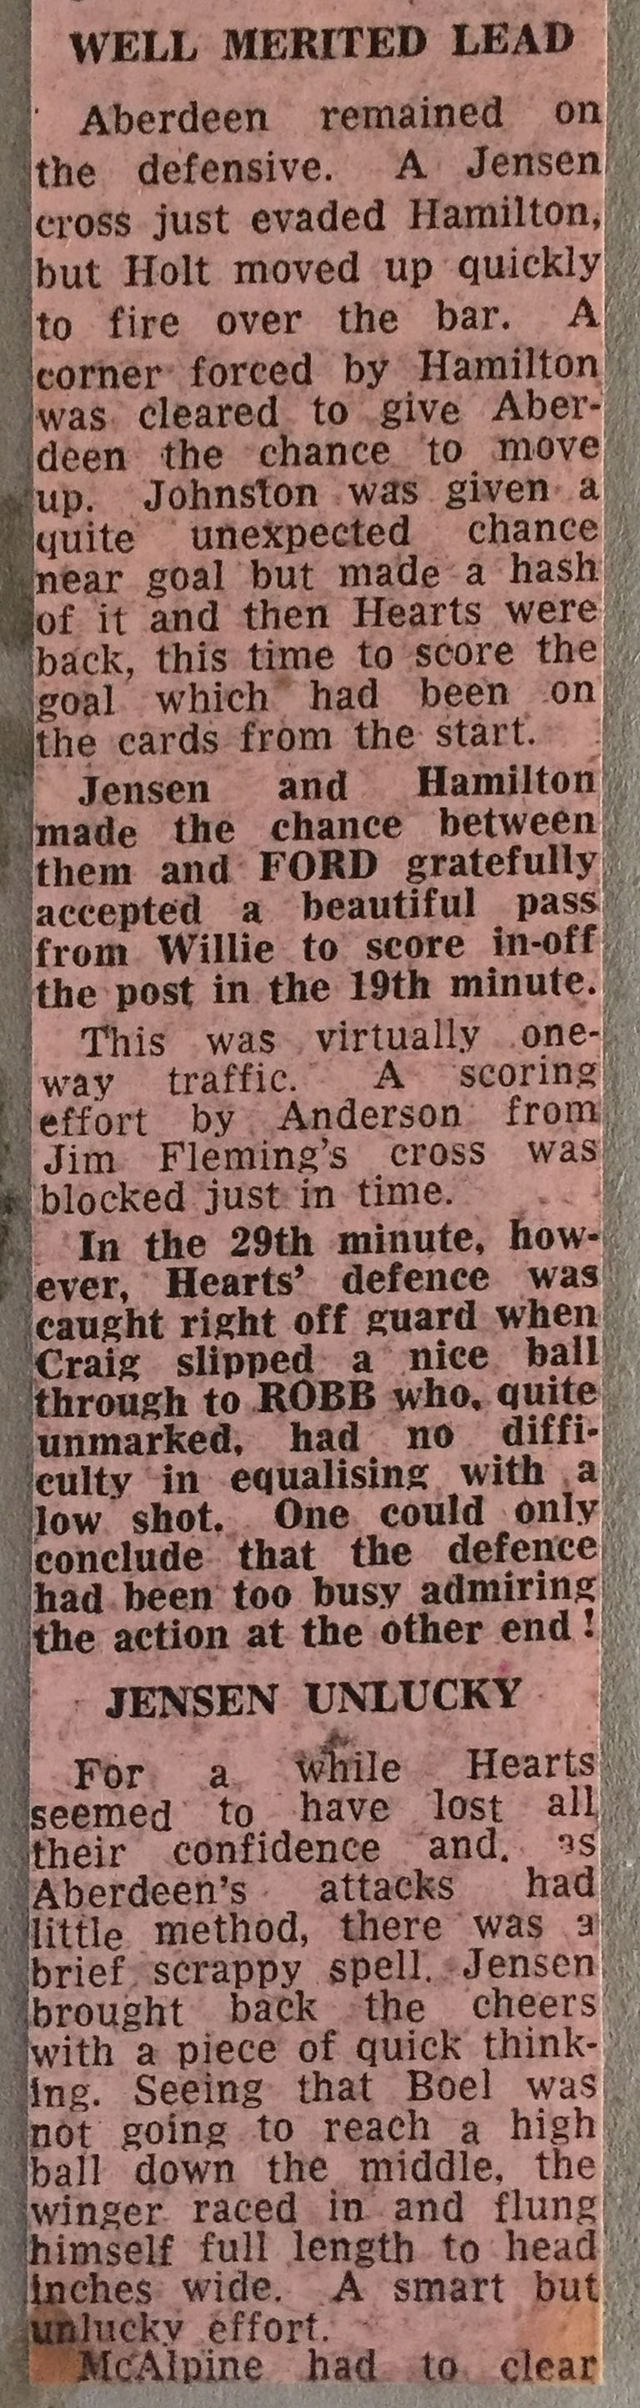 WELL MERITED LEAD
Aberdeen remained on
the defensive. A Jensen
cross just evaded Hamilton,
but Holt moved up quickly
to fire over the bar. A
corner forced by Hamilton
was cleared to give Aber-
deen the chance to move
up. Johnston was given a
quite unexpected chance
near goal but made a hash
of it and then Hearts were
back, this time to score the
goal which had been on
the cards from the start.
Jensen and Hamilton
made the chance between
them and FORD gratefully
accepted a beautiful pass
from Willie to score in-off
the post in the 19th minute.
This was virtually one-
way traffic. A scoring
effort by Anderson from
Jim Fleming's cross was
blocked just in time.
In the 29th minute, how-
ever, Hearts' defence was
caught right off guard when
Craig slipped a nice ball
through to ROBB who, quite
unmarked, had no diffi-
culty in equalising with a
low shot. One could only
conclude that the defence
had been too busy admiring
the action at the other end!
JENSEN UNLUCKY
For a while Hearts
seemed to have lost all
their confidence and, as
Aberdeen's attacks had
little method, there was a
brief scrappy spell. Jensen
brought back the cheers
with a piece of quick think-
ing. Seeing that Boel was
not going to reach a high
ball down the middle, the
winger raced in and flung
himself full length to head
inches wide. A smart but
unlucky effort.
McAlpine had to clear